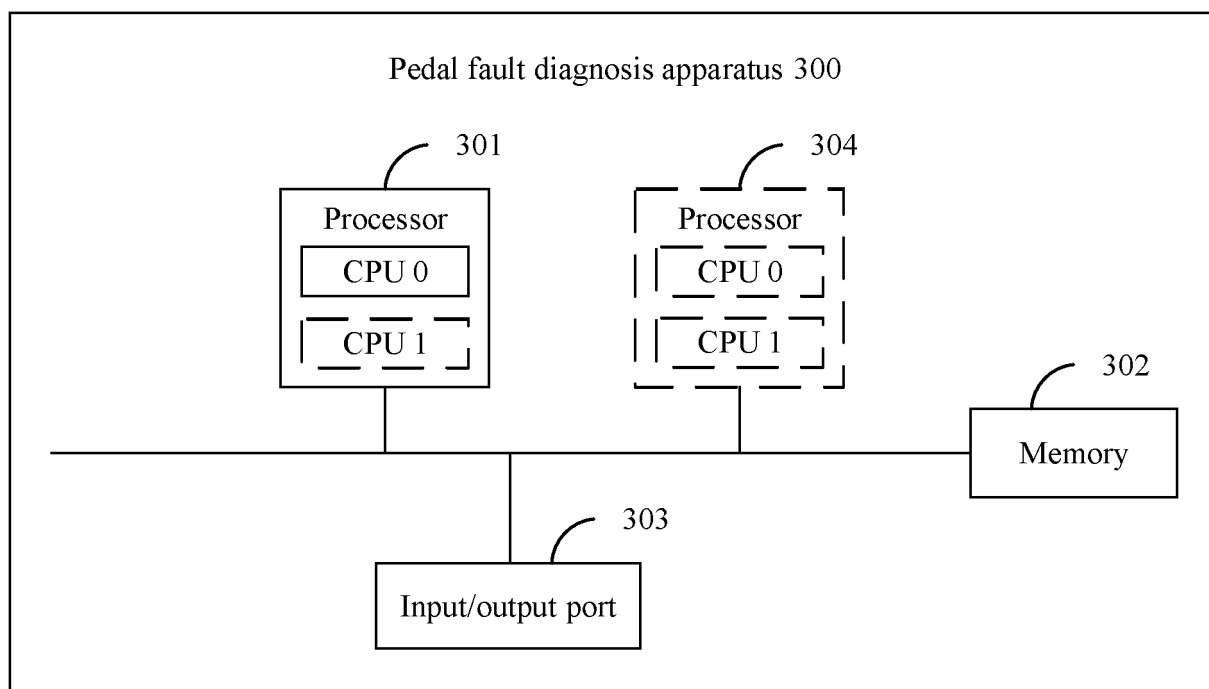 Pedal fault diagnosis apparatus 300
301
304
Processor
Processor
CPU 0
CPU 0
CPU 1
CPU 1
302
Memory
303
Input/output port